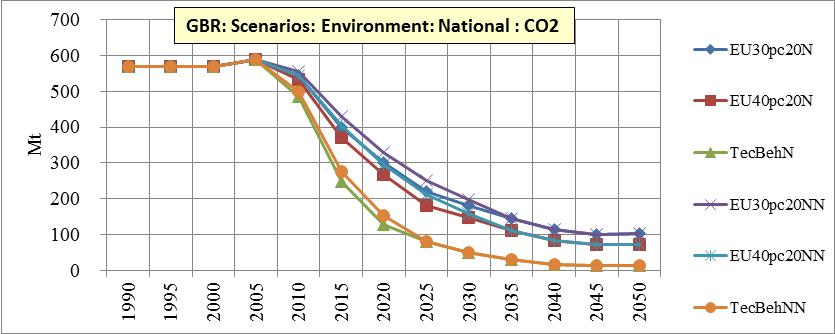 GBR: Scenarios: Environment: National : CO2
700
600
500
400
300
200
100
0
Mt
1990
1995
2000
2005
2010
2015
2020
2025
2030
2035
2040
2045
2050
EU30pc20N
EU40pc20N
TecBehN
EU30pc20NN
EU40pc20NN
TecBehNN